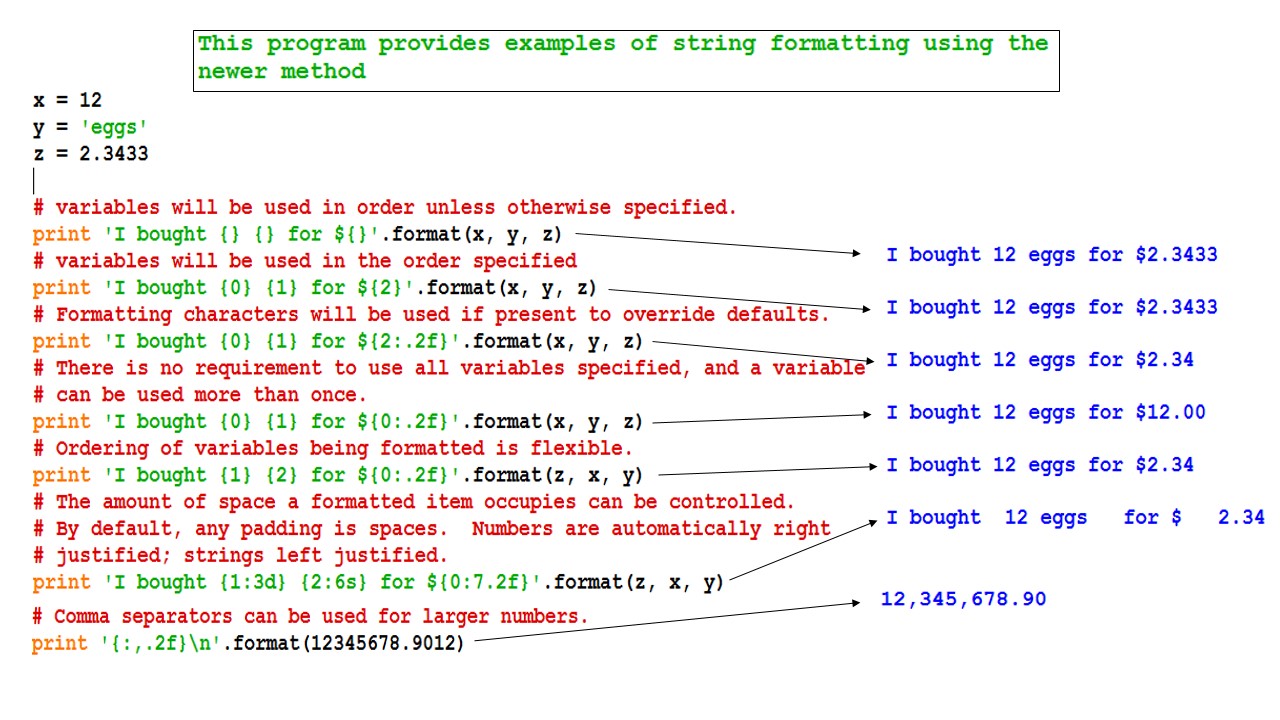 This program provides examples of string formatting using the
newer method
x = 12
y = 'eggs'
z = 2.3433
# variables will be used in order unless otherwise specified.
print 'I bought {} {} for ${}'.format(x, y, z)
I bought 12 eggs for $2.3433
# variables will be used in the order specified
print 'I bought {0} {1} for ${2}'.format(x, y, z)
I bought 12 eggs for $2.3433
# Formatting characters will be used if present to override defaults.
print 'I bought {0} {1} for ${2:.2f}'.format(x, y, z)
I bought 12 eggs for $2.34
# There is no requirement to use all variables specified, and a variable
# can be used more than once.
print 'I bought {0} {1} for ${0:.2f}'.format(x, y, z)
I bought 12 eggs for $12.00
# Ordering of variables being formatted is flexible.
print 'I bought {1} {2} for ${0:.2f}'.format(z, x, y)
I bought 12 eggs for $2.34
# The amount of space a formatted item occupies can be controlled.
# By default, any padding is spaces.  Numbers are automatically right
# justified; strings left justified.
print 'I bought {1:3d} {2:6s} for ${0:7.2f}'.format(z, x, y)
I bought  12 eggs   for $   2.34
# Comma separators can be used for larger numbers.
print '{:,.2f}\n'.format(12345678.9012)
12,345,678.90